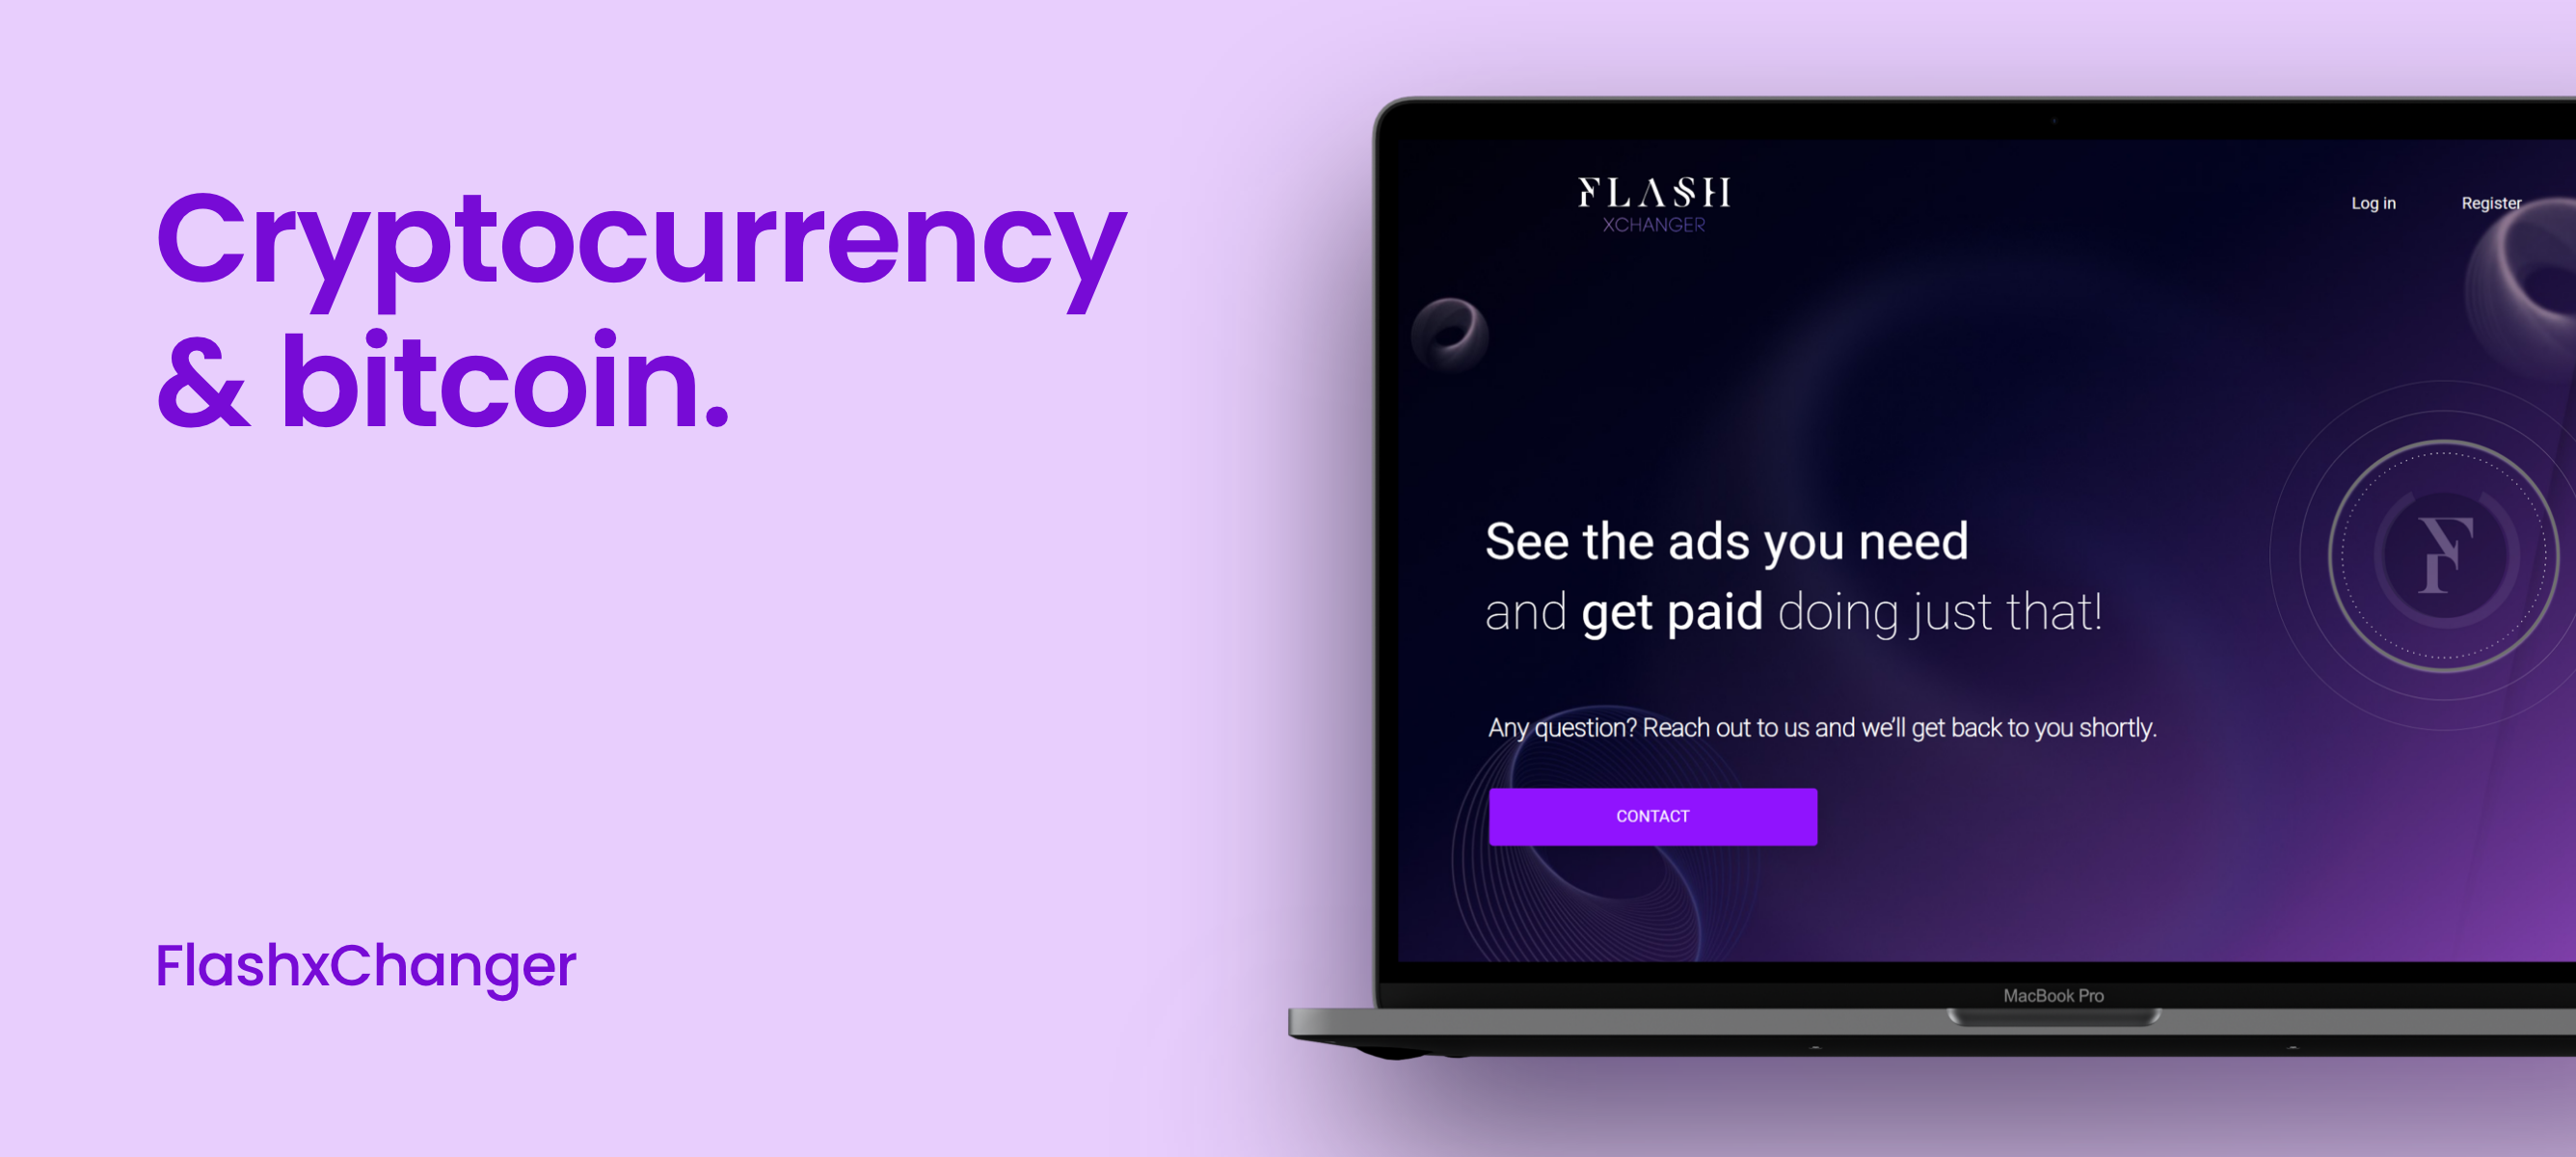 Cryptocurrency
& bitcoin.
FlashxChanger
FLASH
XCHANGER
Log in
Register
See the ads you need
and get paid doing just that!
F
Any question? Reach out to us and we'll get back to you shortly.
CONTACT
MacBook Pro